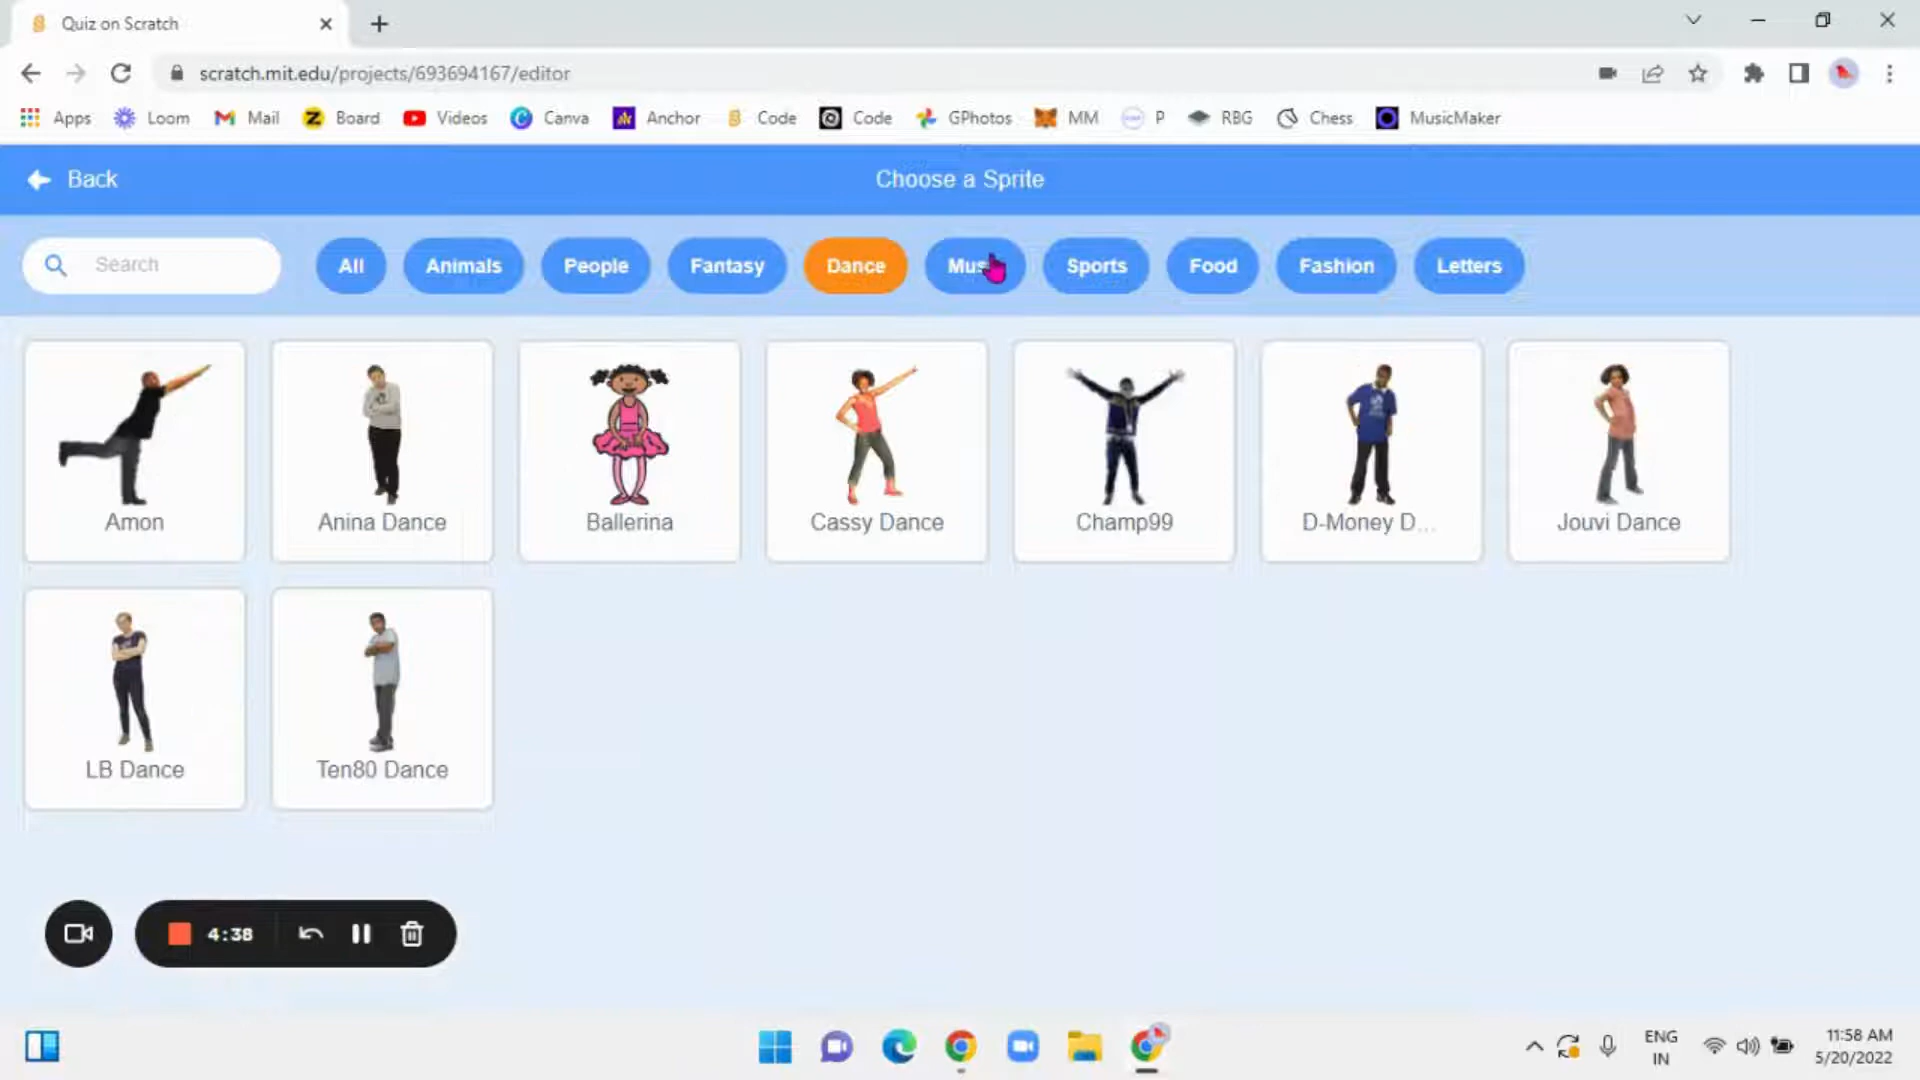 Quiz on Scratch
scratch.mit.edu/projects/693694167/editor
Apps Loom Mail Board Videos Canva Anchor Code Code GPhotos MM P RBG Chess MusicMaker
Back Choose a Sprite
Search All Animals People Fantasy Dance Mus Sports Food Fashion Letters
Amon Anina Dance Ballerina Cassy Dance Champ99 D-Money D... Jouvi Dance
LB Dance Ten80 Dance
4:38
ENG 11:58 AM
IN 5/20/2022